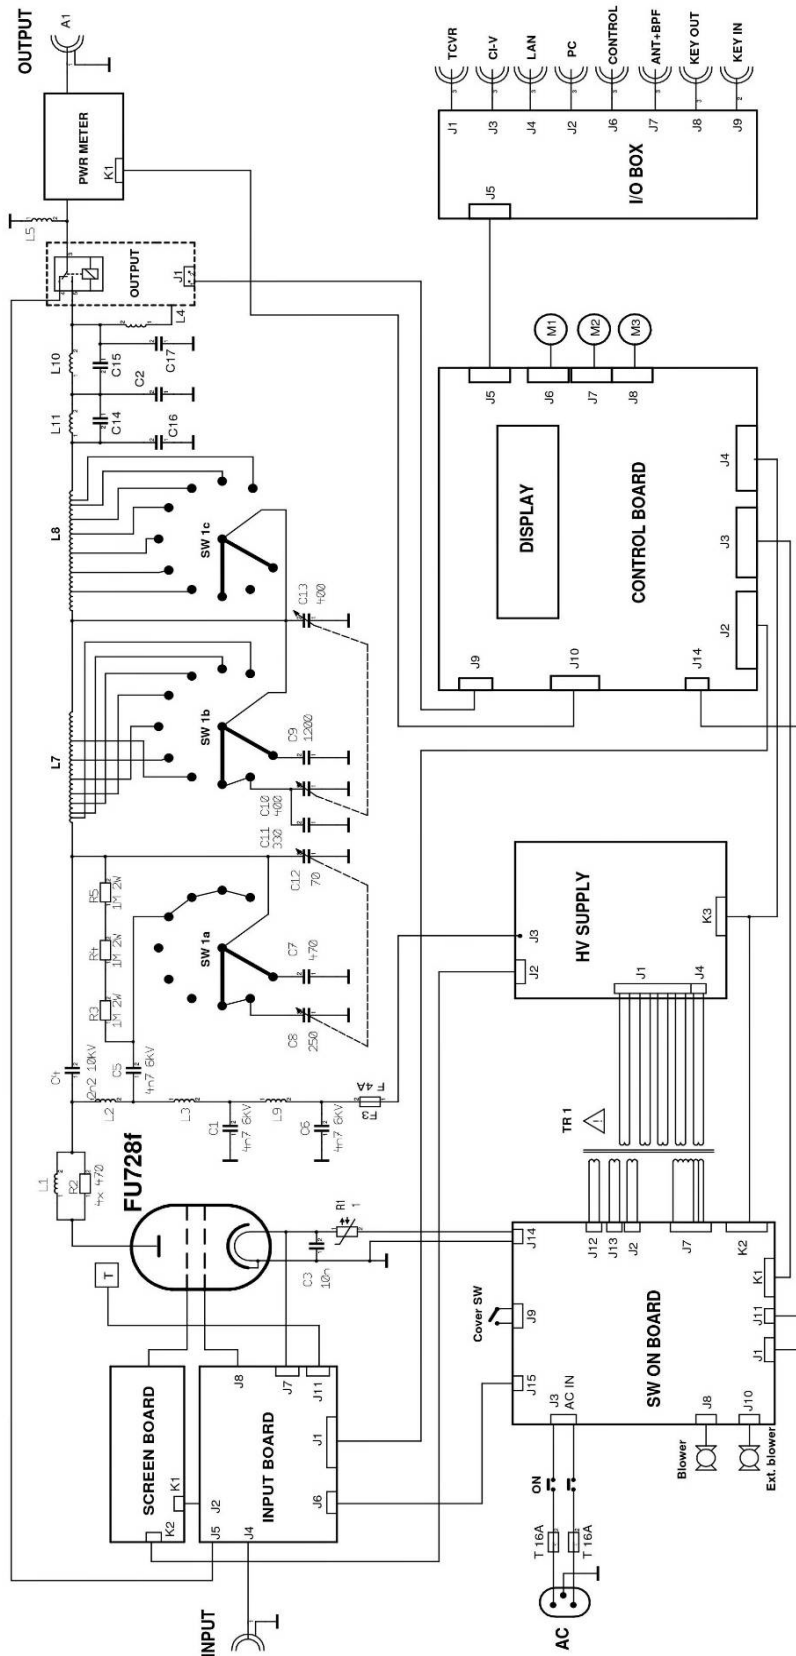 OUTPUT
A1
PWR METER
K1
L5
OUTPUT
J1
L4
L10
C15
C17
C2
L11
C14
C16
L8
SW 1c
C13
400
L7
SW 1b
C9
1200
C10
400
C11
330
C12
70
R5
1M 2W
R4
1M 2W
R3
1M 2W
SW 1a
C7
470
C8
250
C4
2n2 10KV
C5
4n7 6KV
L2
L3
C1
4n7 6KV
L9
C6
4n7 6KV
F3
T 4A
L1
R2
4x 470
FU728f
T
C3
10n
R1
1
SCREEN BOARD
K2
K1
INPUT BOARD
J8
J7
J11
J2
J1
J5
J4
J6
INPUT
TCVR
CI-V
LAN
PC
CONTROL
ANT+BPF
KEY OUT
KEY IN
J1
J3
J4
J2
J6
J7
J8
J9
I/O BOX
J5
M1
M2
M3
J5
J6
J7
J8
DISPLAY
CONTROL BOARD
J4
J3
J2
J9
J10
J14
HV SUPPLY
J3
J2
K3
J1
J4
TR 1
!
SW ON BOARD
J14
J12
J13
J2
J7
K2
Cover SW
J9
J15
K1
J11
J1
J3
AC IN
J8
J10
Blower
Ext. blower
ON
T 16A
T 16A
AC